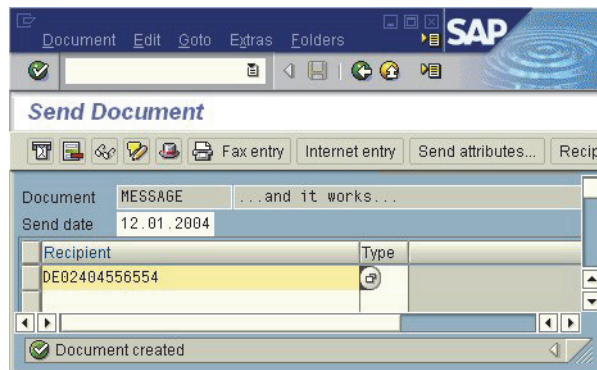 Document Edit Goto Extras Folders
SAP
Send Document
Fax entry Internet entry Send attributes... Recip
Document MESSAGE ...and it works...
Send date 12.01.2004
Recipient Type
DE02404556554
Document created